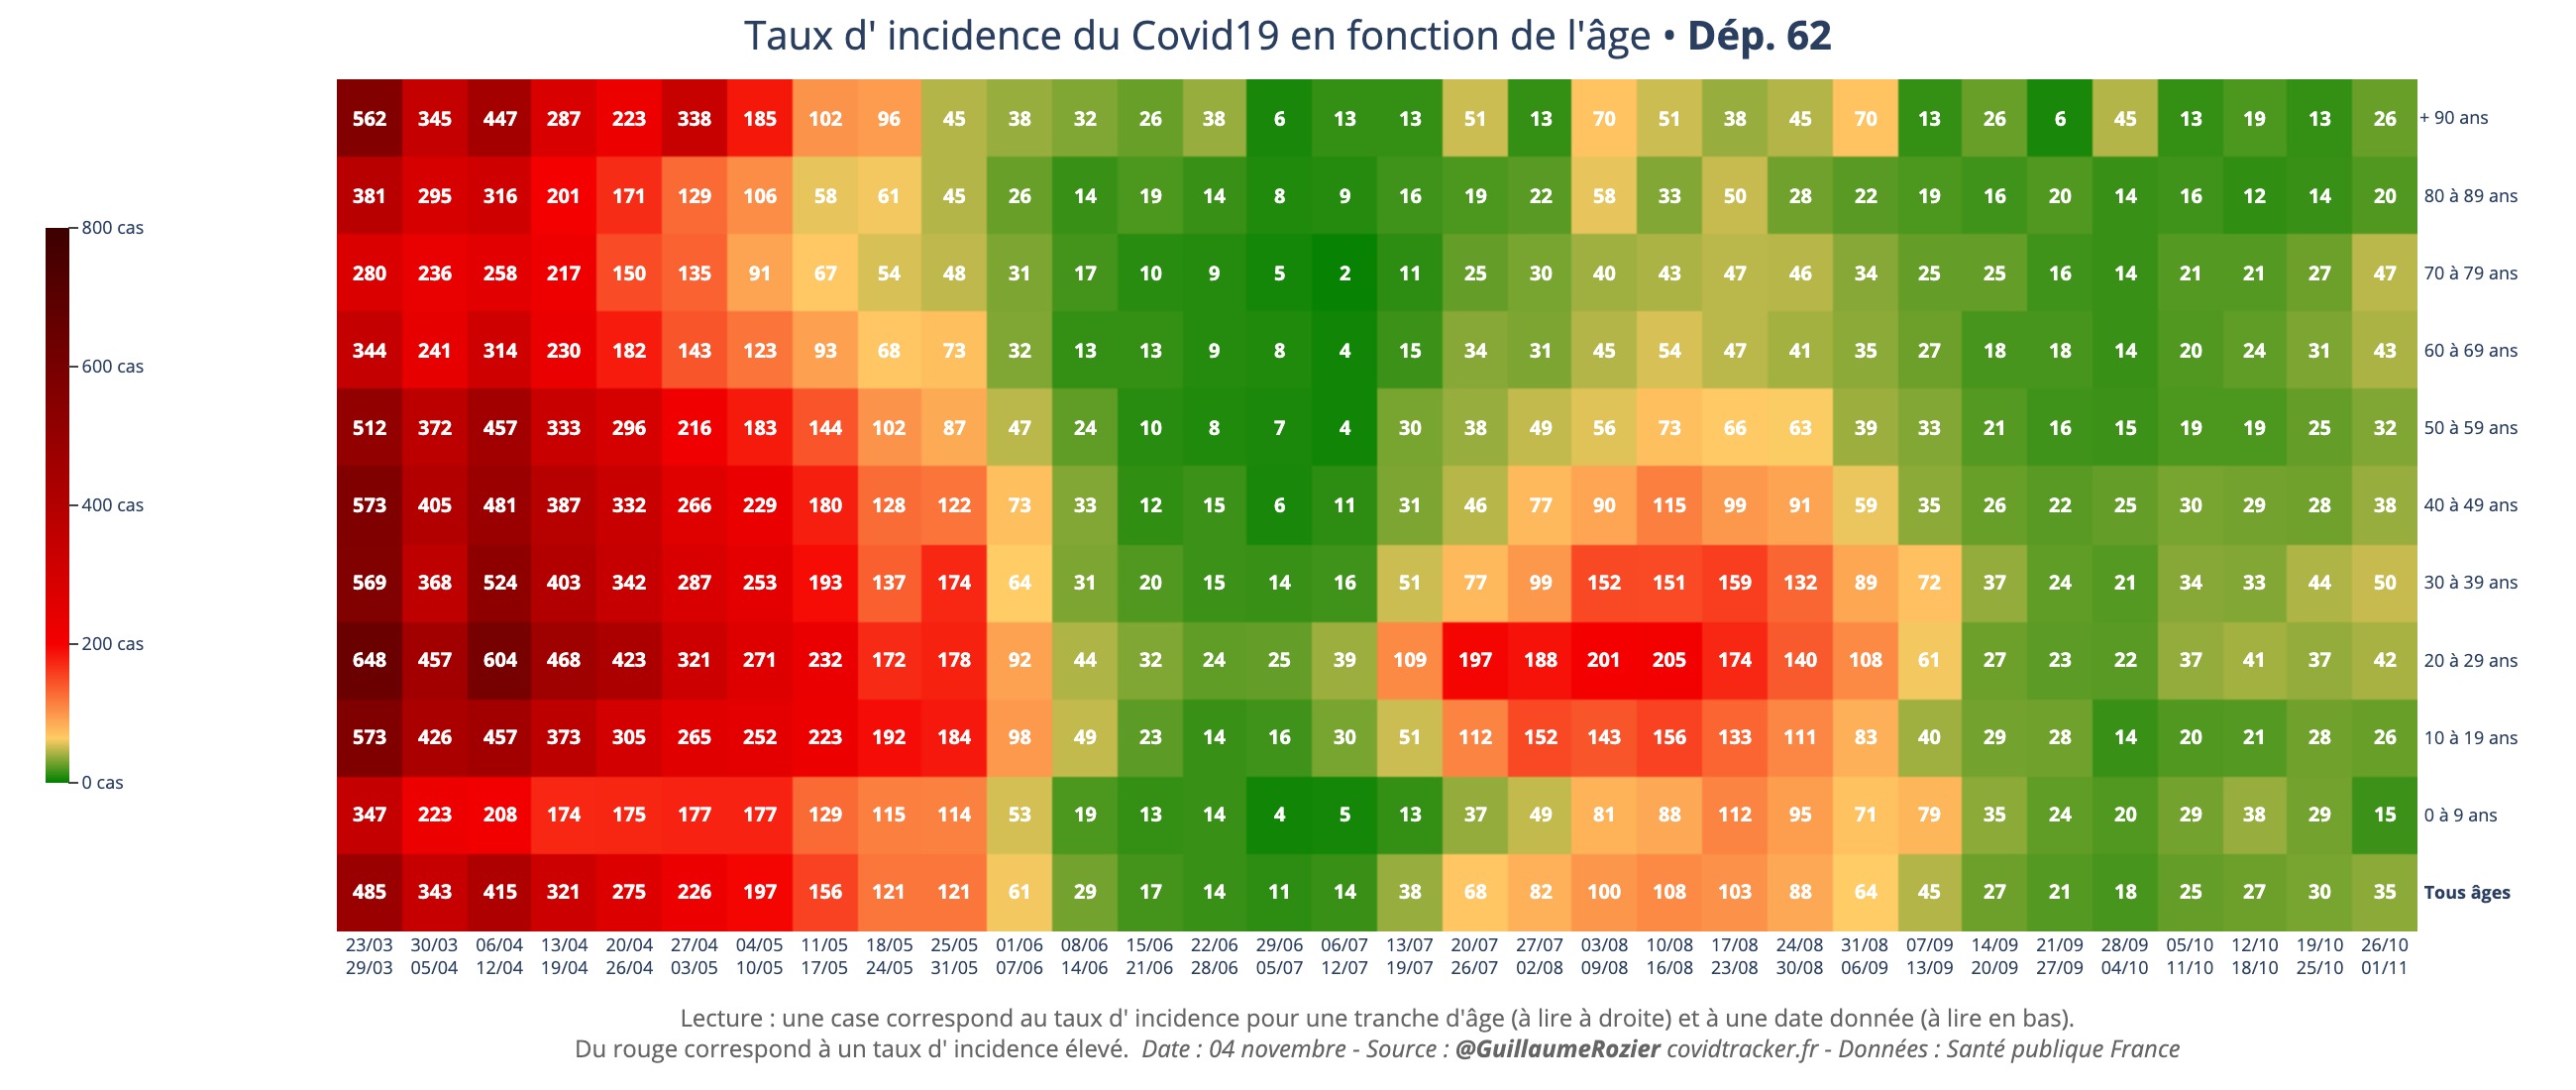 Taux d' incidence du Covid19 en fonction de l'âge • Dép. 62
800 cas
600 cas
400 cas
200 cas
0 cas
562 345 447 287 223 338 185 102 96 45 38 32 26 38 6 13 13 51 13 70 51 38 45 70 13 26 6 45 13 19 13 26 + 90 ans
381 295 316 201 171 129 106 58 61 45 26 14 19 14 8 9 16 19 22 58 33 50 28 22 19 16 20 14 16 12 14 20 80 à 89 ans
280 236 258 217 150 135 91 67 54 48 31 17 10 9 5 2 11 25 30 40 43 47 46 34 25 25 16 14 21 21 27 47 70 à 79 ans
344 241 314 230 182 143 123 93 68 73 32 13 13 9 8 4 15 34 31 45 54 47 41 35 27 18 18 14 20 24 31 43 60 à 69 ans
512 372 457 333 296 216 183 144 102 87 47 24 10 8 7 4 30 38 49 56 73 66 63 39 33 21 16 15 19 19 25 32 50 à 59 ans
573 405 481 387 332 266 229 180 128 122 73 33 12 15 6 11 31 46 77 90 115 99 91 59 35 26 22 25 30 29 28 38 40 à 49 ans
569 368 524 403 342 287 253 193 137 174 64 31 20 15 14 16 51 77 99 152 151 159 132 89 72 37 24 21 34 33 44 50 30 à 39 ans
648 457 604 468 423 321 271 232 172 178 92 44 32 24 25 39 109 197 188 201 205 174 140 108 61 27 23 22 37 41 37 42 20 à 29 ans
573 426 457 373 305 265 252 223 192 184 98 49 23 14 16 30 51 112 152 143 156 133 111 83 40 29 28 14 20 21 28 26 10 à 19 ans
347 223 208 174 175 177 177 129 115 114 53 19 13 14 4 5 13 37 49 81 88 112 95 71 79 35 24 20 29 38 29 15 0 à 9 ans
485 343 415 321 275 226 197 156 121 121 61 29 17 14 11 14 38 68 82 100 108 103 88 64 45 27 21 18 25 27 30 35 Tous âges
23/03 30/03 06/04 13/04 20/04 27/04 04/05 11/05 18/05 25/05 01/06 08/06 15/06 22/06 29/06 06/07 13/07 20/07 27/07 03/08 10/08 17/08 24/08 31/08 07/09 14/09 21/09 28/09 05/10 12/10 19/10 26/10
29/03 05/04 12/04 19/04 26/04 03/05 10/05 17/05 24/05 31/05 07/06 14/06 21/06 28/06 05/07 12/07 19/07 26/07 02/08 09/08 16/08 23/08 30/08 06/09 13/09 20/09 27/09 04/10 11/10 18/10 25/10 01/11
Lecture : une case correspond au taux d' incidence pour une tranche d'âge (à lire à droite) et à une date donnée (à lire en bas).
Du rouge correspond à un taux d' incidence élevé. Date : 04 novembre - Source : @GuillaumeRozier covidtracker.fr - Données : Santé publique France